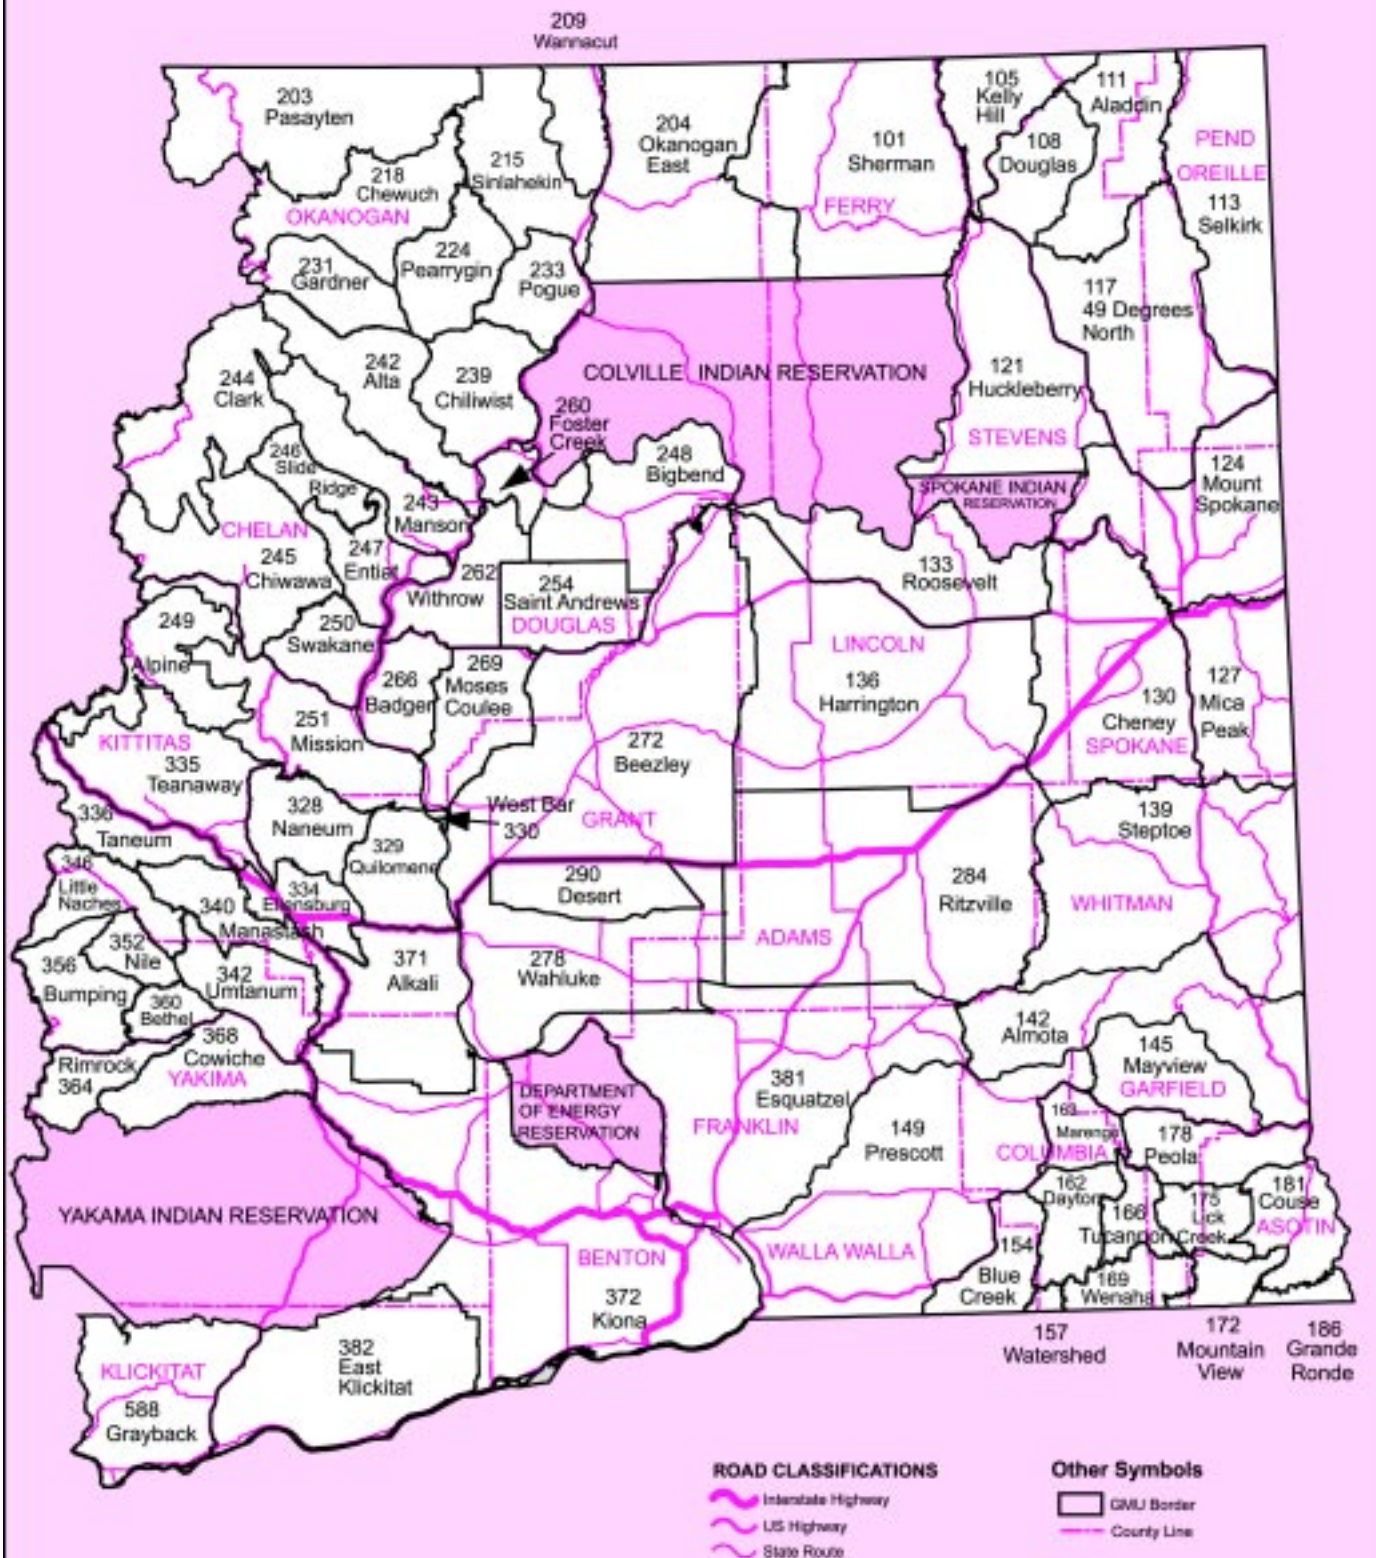 209
Wannacut
203
Pasayten
218
Chewuch
OKANOGAN
215
Sinlahekin
204
Okanogan
East
101
Sherman
FERRY
105
Kelly
Hill
108
Douglas
111
Aladdin
PEND
OREILLE
113
Selkirk
231
Gardner
224
Pearrygin
233
Pogue
117
49 Degrees
North
244
Clark
242
Alta
239
Chiliwist
COLVILLE INDIAN RESERVATION
121
Huckleberry
STEVENS
260
Foster
Creek
248
Bigbend
246
Slide
Ridge
243
Manson
SPOKANE INDIAN
RESERVATION
124
Mount
Spokane
CHELAN
245
Chiwawa
247
Entiat
262
Withrow
254
Saint Andrews
DOUGLAS
133
Roosevelt
249
Alpine
250
Swakane
266
Badger
269
Moses
Coulee
LINCOLN
136
Harrington
127
Mica
Peak
130
Cheney
SPOKANE
251
Mission
KITTITAS
335
Teanaway
272
Beezley
GRANT
336
Taneum
328
Naneum
329
Quilomene
West Bar
330
139
Steptoe
346
Little
Naches
340
Manastash
334
Ellensburg
290
Desert
284
Ritzville
WHITMAN
ADAMS
352
Nile
356
Bumping
342
Umtanum
360
Bethel
371
Alkali
278
Wahluke
368
Cowiche
YAKIMA
Rimrock
364
142
Almota
145
Mayview
GARFIELD
DEPARTMENT
OF ENERGY
RESERVATION
381
Esquatzel
FRANKLIN
149
Prescott
163
Marengo
COLUMBIA
178
Peola
162
Dayton
166
Tucannon
175
Lick
Creek
181
Couse
ASOTIN
YAKAMA INDIAN RESERVATION
BENTON
WALLA WALLA
154
Blue
Creek
169
Wenaha
372
Kiona
157
Watershed
172
Mountain
View
186
Grande
Ronde
KLICKITAT
382
East
Klickitat
588
Grayback
ROAD CLASSIFICATIONS
Interstate Highway
US Highway
State Route
Other Symbols
GMU Border
County Line